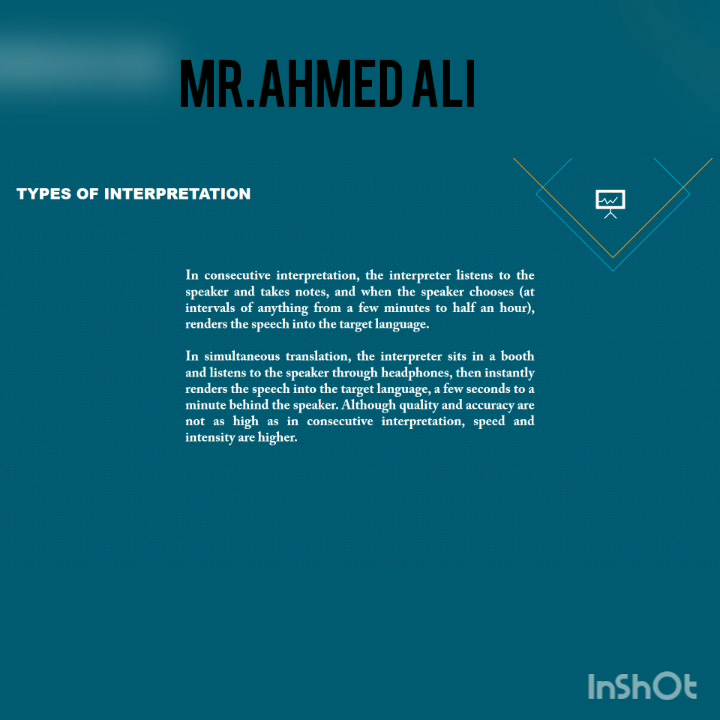 MR.AHMED ALI
TYPES OF INTERPRETATION
In consecutive interpretation, the interpreter listens to the
speaker and takes notes, and when the speaker chooses (at
intervals of anything from a few minutes to half an hour),
renders the speech into the target language.
In simultaneous translation, the interpreter sits in a booth
and listens to the speaker through headphones, then instantly
renders the speech into the target language, a few seconds to a
minute behind the speaker. Although quality and accuracy are
not as high as in consecutive interpretation, speed and
intensity are higher.
InShOt